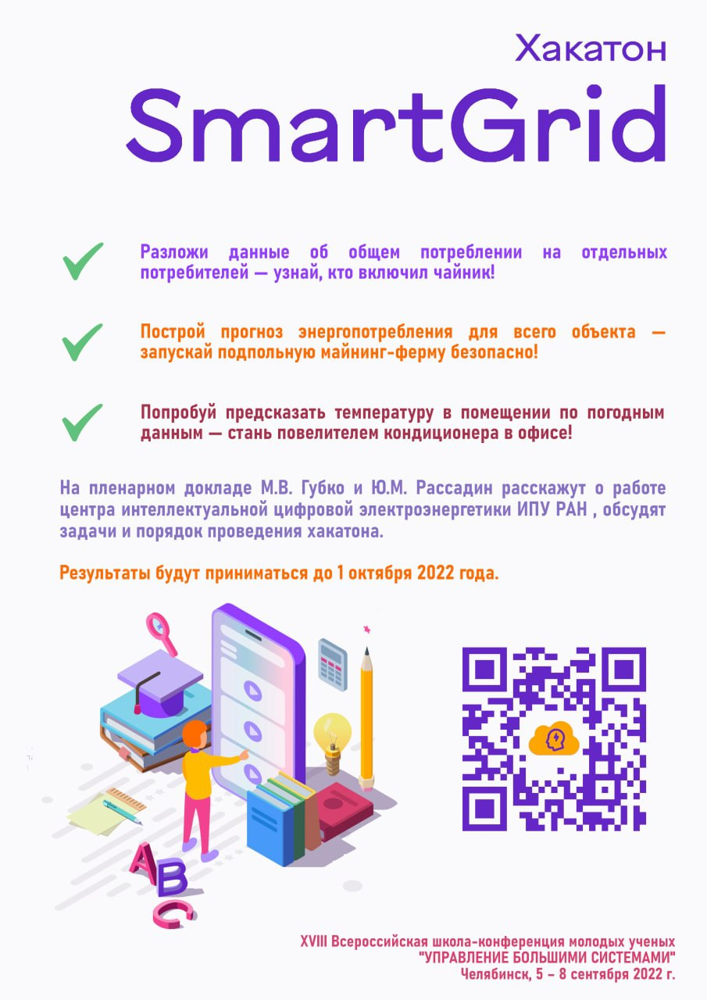 Хакатон
SmartGrid
Разложи данные об общем потреблении на отдельных
потребителей — узнай, кто включил чайник!
Построй прогноз энергопотребления для всего объекта —
запускай подпольную майнинг-ферму безопасно!
Попробуй предсказать температуру в помещении по погодным
данным — стань повелителем кондиционера в офисе!
На пленарном докладе М.В. Губко и Ю.М. Рассадин расскажут о работе
центра интеллектуальной цифровой электроэнергетики ИПУ РАН , обсудят
задачи и порядок проведения хакатона.
Результаты будут приниматься до 1 октября 2022 года.
A
B
C
XVIII Всероссийская школа-конференция молодых ученых
"УПРАВЛЕНИЕ БОЛЬШИМИ СИСТЕМАМИ"
Челябинск, 5 – 8 сентября 2022 г.